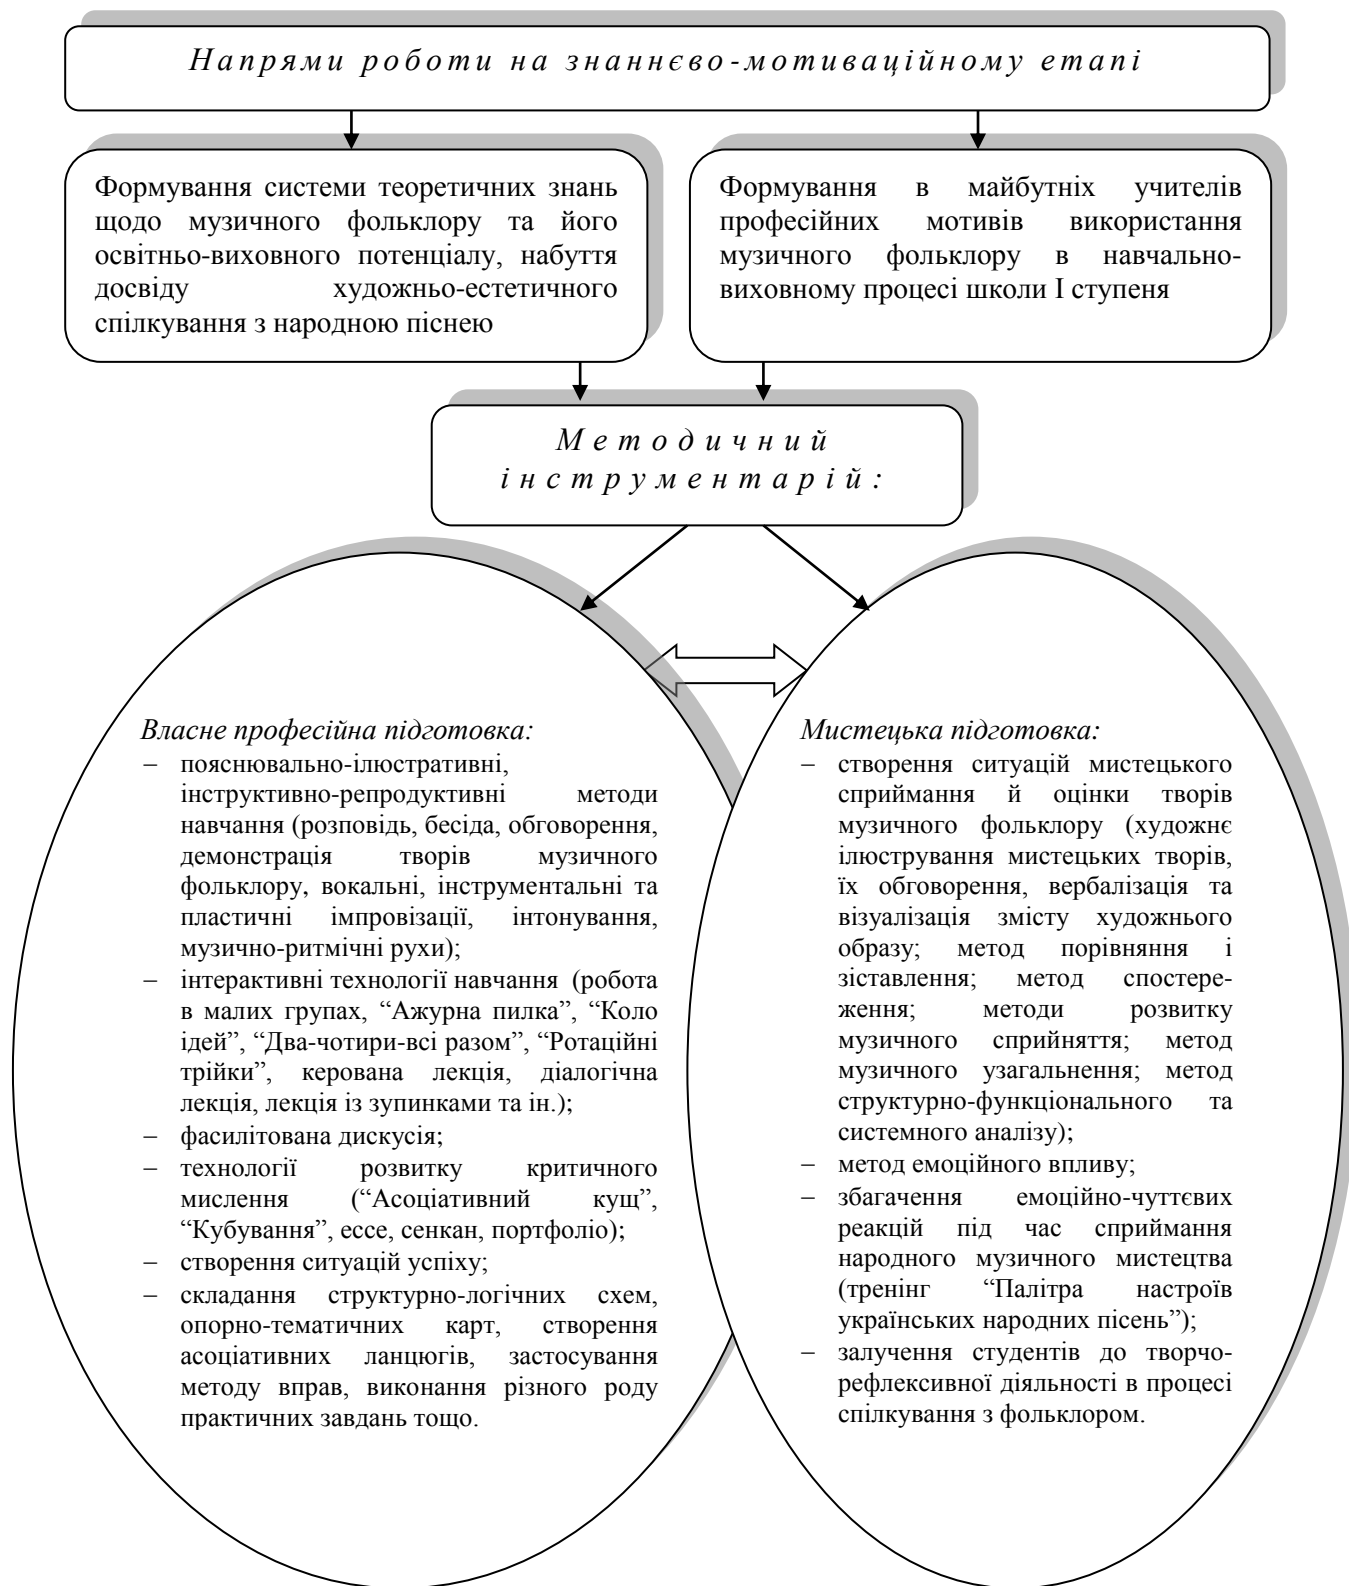 Напрями роботи на знаннєво-мотиваційному етапі
Формування системи теоретичних знань
щодо музичного фольклору та його
освітньо-виховного потенціалу, набуття
досвіду художньо-естетичного
спілкування з народною піснею
Формування в майбутніх учителів
професійних мотивів використання
музичного фольклору в навчально-
виховному процесі школи І ступеня
Методичний
інструментарій:
Власне професійна підготовка:
– пояснювально-ілюстративні,
інструктивно-репродуктивні методи
навчання (розповідь, бесіда, обговорення,
демонстрація творів музичного
фольклору, вокальні, інструментальні та
пластичні імпровізації, інтонування,
музично-ритмічні рухи);
– інтерактивні технології навчання (робота
в малих групах, “Ажурна пилка”, “Коло
ідей”, “Два-чотири-всі разом”, “Ротаційні
трійки”, керована лекція, діалогічна
лекція, лекція із зупинками та ін.);
– фасилітована дискусія;
– технології розвитку критичного
мислення (“Асоціативний кущ”,
“Кубування”, ессе, сенкан, портфоліо);
– створення ситуацій успіху;
– складання структурно-логічних схем,
опорно-тематичних карт, створення
асоціативних ланцюгів, застосування
методу вправ, виконання різного роду
практичних завдань тощо.
Мистецька підготовка:
– створення ситуацій мистецького
сприймання й оцінки творів
музичного фольклору (художнє
ілюстрування мистецьких творів,
їх обговорення, вербалізація та
візуалізація змісту художнього
образу; метод порівняння і
зіставлення; метод спостере-
ження; методи розвитку
музичного сприйняття; метод
музичного узагальнення; метод
структурно-функціонального та
системного аналізу);
– метод емоційного впливу;
– збагачення емоційно-чуттєвих
реакцій під час сприймання
народного музичного мистецтва
(тренінг “Палітра настроїв
українських народних пісень”);
– залучення студентів до творчо-
рефлексивної діяльності в процесі
спілкування з фольклором.